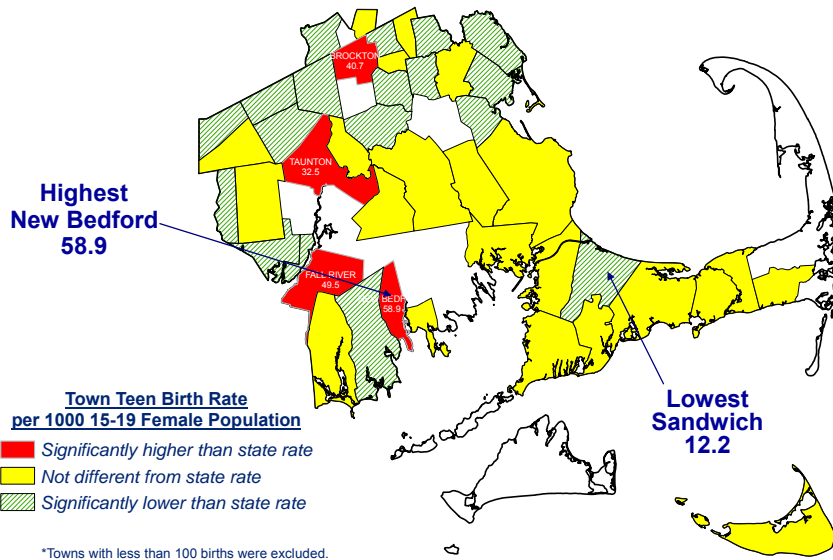 BROCKTON
40.7
TAUNTON
32.5
Highest
New Bedford
58.9
FALL RIVER
49.5
NEW BEDF
58.9
Lowest
Sandwich
12.2
Town Teen Birth Rate
per 1000 15-19 Female Population
Significantly higher than state rate
Not different from state rate
Significantly lower than state rate
*Towns with less than 100 births were excluded.